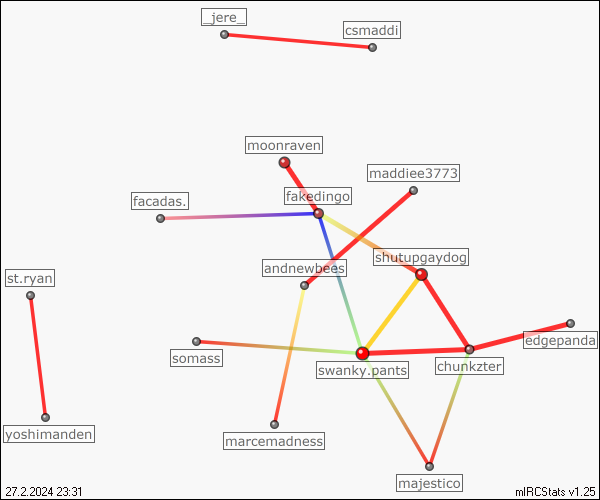 _jere_
csmaddi
moonraven
maddiee3773
fakedingo
facadas.
shutupgaydog
andnewbees
st.ryan
edgepanda
somass
chunkzter
swanky.pants
yoshimanden
marcemadness
majestico
27.2.2024 23:31
mIRCStats v1.25